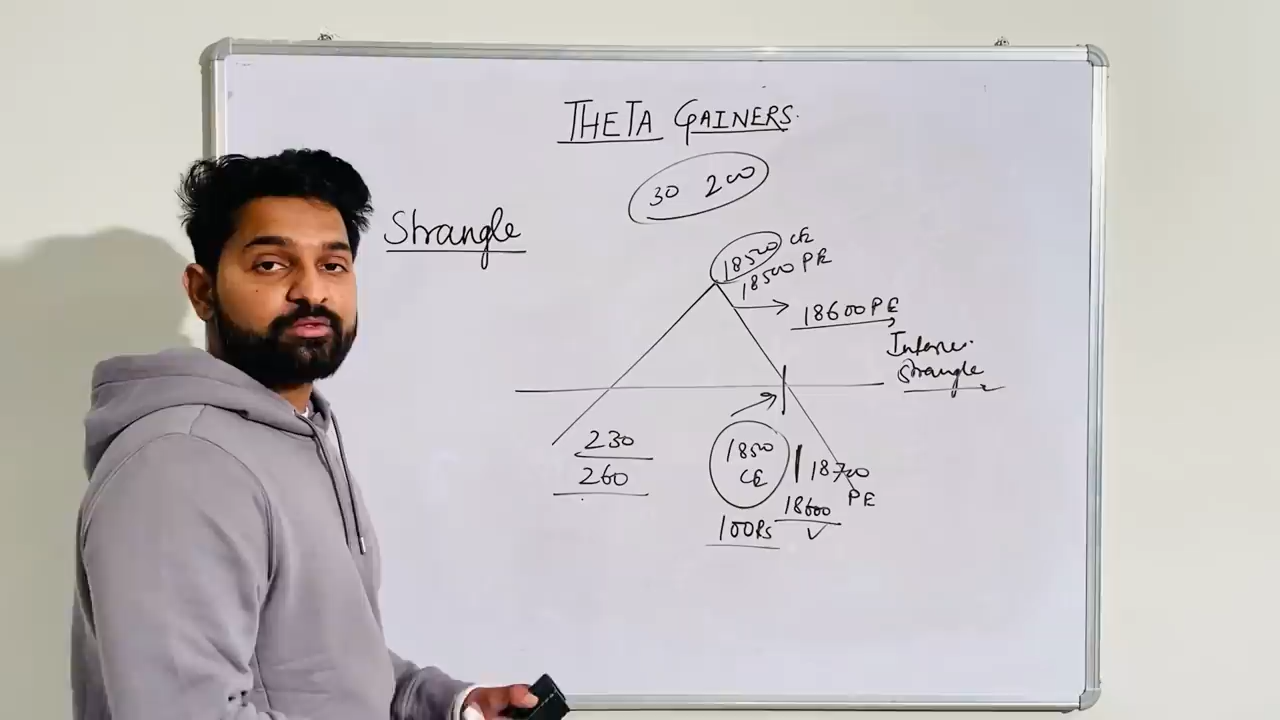 THETA GAINERS.
30 200
Strangle
18500 CE
18500 PE
18600 PE
Strangle
230
260
1850
CE
18700
PE
18600
100Rs